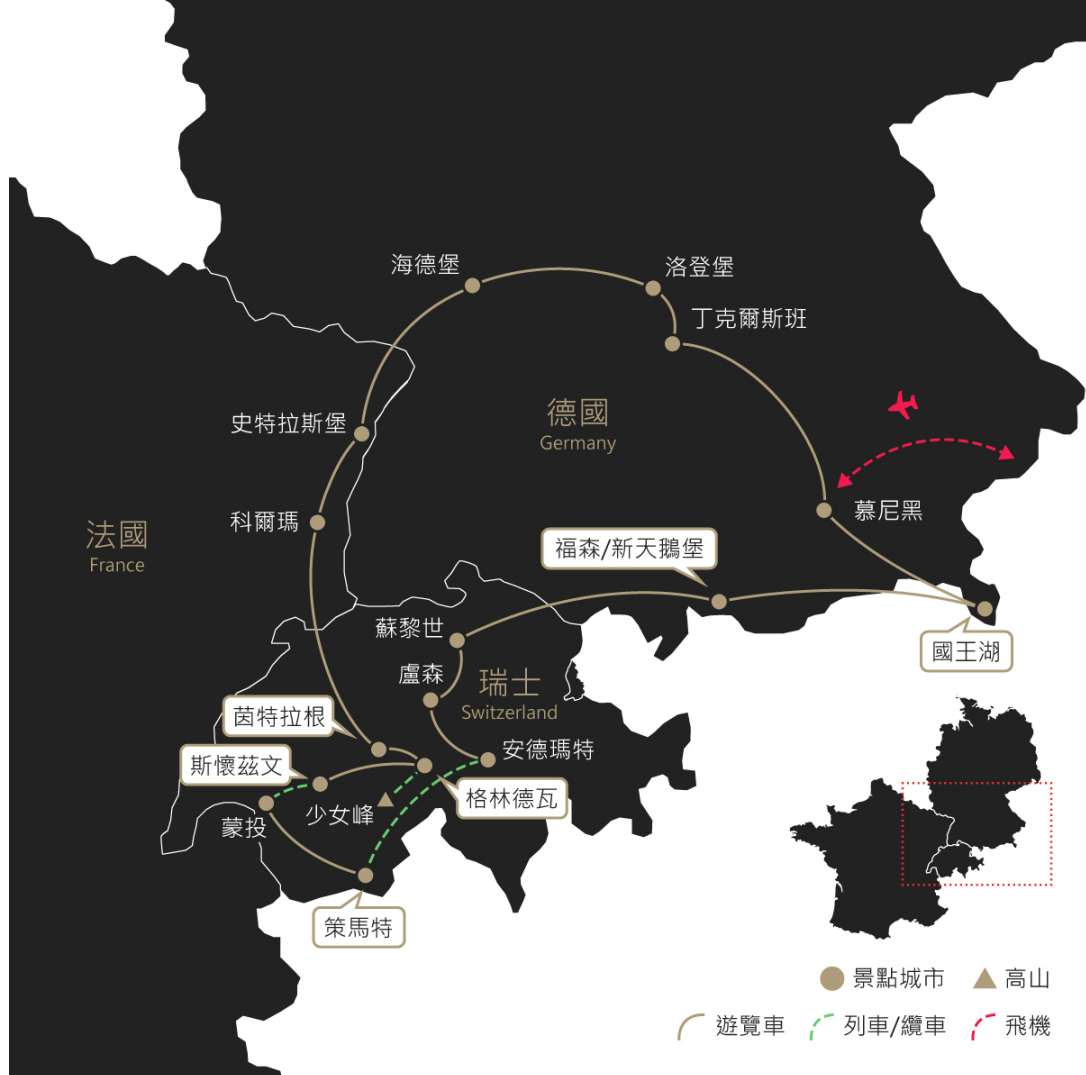 海德堡
洛登堡
丁克爾斯班
德國
Germany
史特拉斯堡
科爾瑪
慕尼黑
法國
France
福森/新天鵝堡
蘇黎世
國王湖
盧森
瑞士
Switzerland
茵特拉根
安德瑪特
斯懷茲文
格林德瓦
少女峰
蒙投
策馬特
景點城市
高山
遊覽車
列車/纜車
飛機